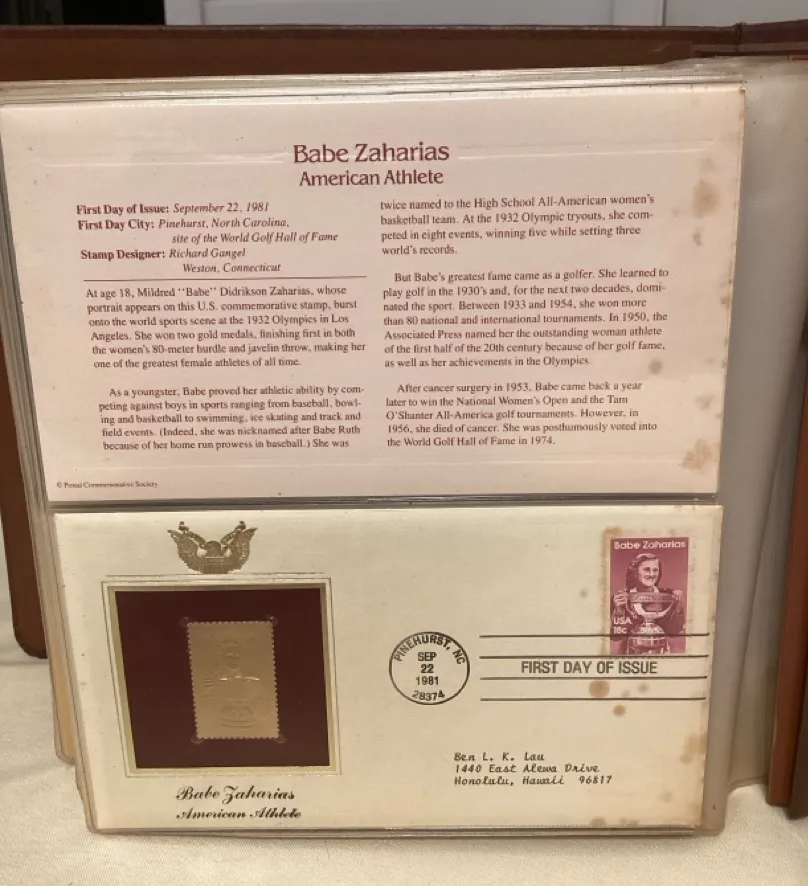 Babe Zaharias
American Athlete
First Day of Issue: September 22, 1981
First Day City: Pinehurst, North Carolina,
site of the World Golf Hall of Fame
Stamp Designer: Richard Gangel
Weston, Connecticut
At age 18, Mildred "Babe" Didrikson Zaharias, whose
portrait appears on this U.S. commemorative stamp, burst
onto the world sports scene at the 1932 Olympics in Los
Angeles. She won two gold medals, finishing first in both
the women's 80-meter hurdle and javelin throw, making her
one of the greatest female athletes of all time.
As a youngster, Babe proved her athletic ability by com-
peting against boys in sports ranging from baseball, bowl-
ing and basketball to swimming, ice skating and track and
field events. (Indeed, she was nicknamed after Babe Ruth
because of her home run prowess in baseball.) She was
twice named to the High School All-American women's
basketball team. At the 1932 Olympic tryouts, she com-
peted in eight events, winning five while setting three
world's records.
But Babe's greatest fame came as a golfer. She learned to
play golf in the 1930's and, for the next two decades, domi-
nated the sport. Between 1933 and 1954, she won more
than 80 national and international tournaments. In 1950, the
Associated Press named her the outstanding woman athlete
of the first half of the 20th century because of her golf fame,
as well as her achievements in the Olympics.
After cancer surgery in 1953, Babe came back a year
later to win the National Women's Open and the Tam
O'Shanter All-America golf tournaments. However, in
1956, she died of cancer. She was posthumously voted into
the World Golf Hall of Fame in 1974.
© Postal Commemorative Society
Babe Zaharias
USA
18c
PINEHURST, NC
SEP
22
1981
28374
FIRST DAY OF ISSUE
Ben L. K. Lau
1440 East Alewa Drive
Honolulu, Hawaii 96817
Babe Zaharias
American Athlete